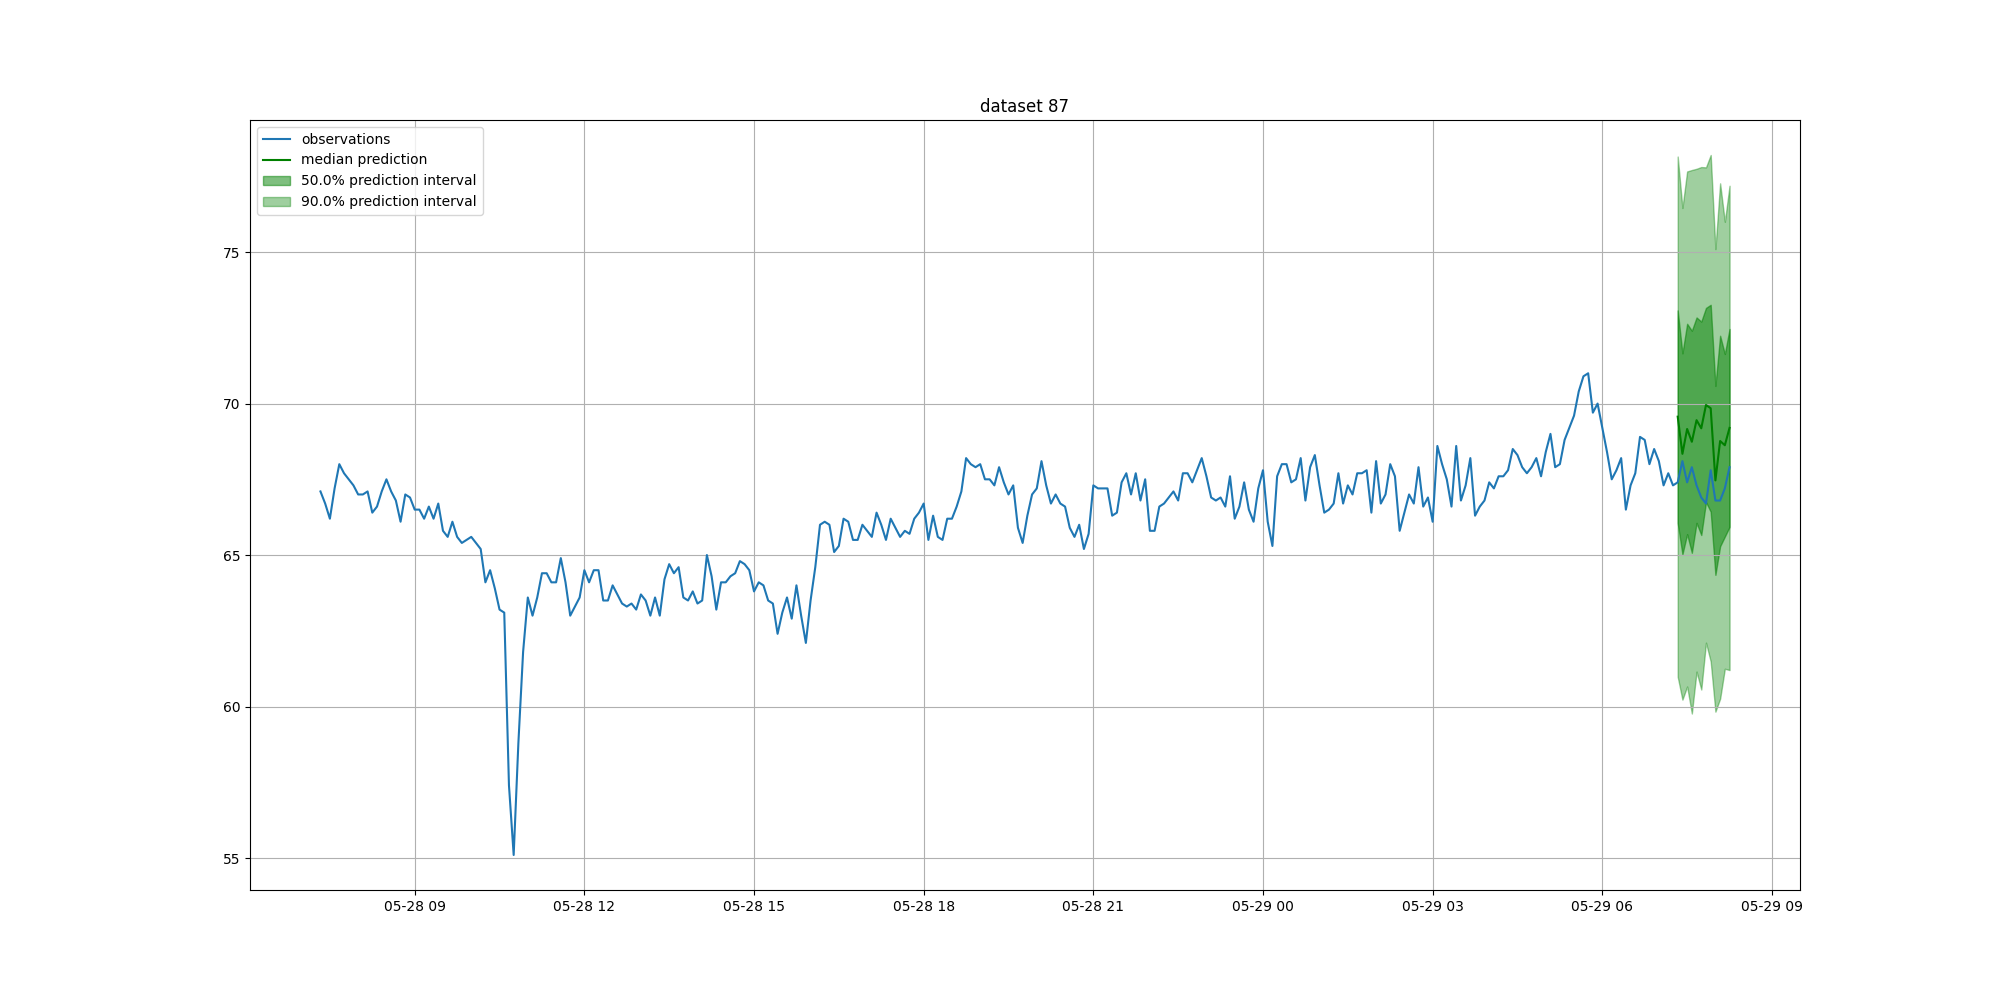 dataset 87
observations
median prediction
50.0% prediction interval
90.0% prediction interval
75
70
65
60
55
05-28 09
05-28 12
05-28 15
05-28 18
05-28 21
05-29 00
05-29 03
05-29 06
05-29 09